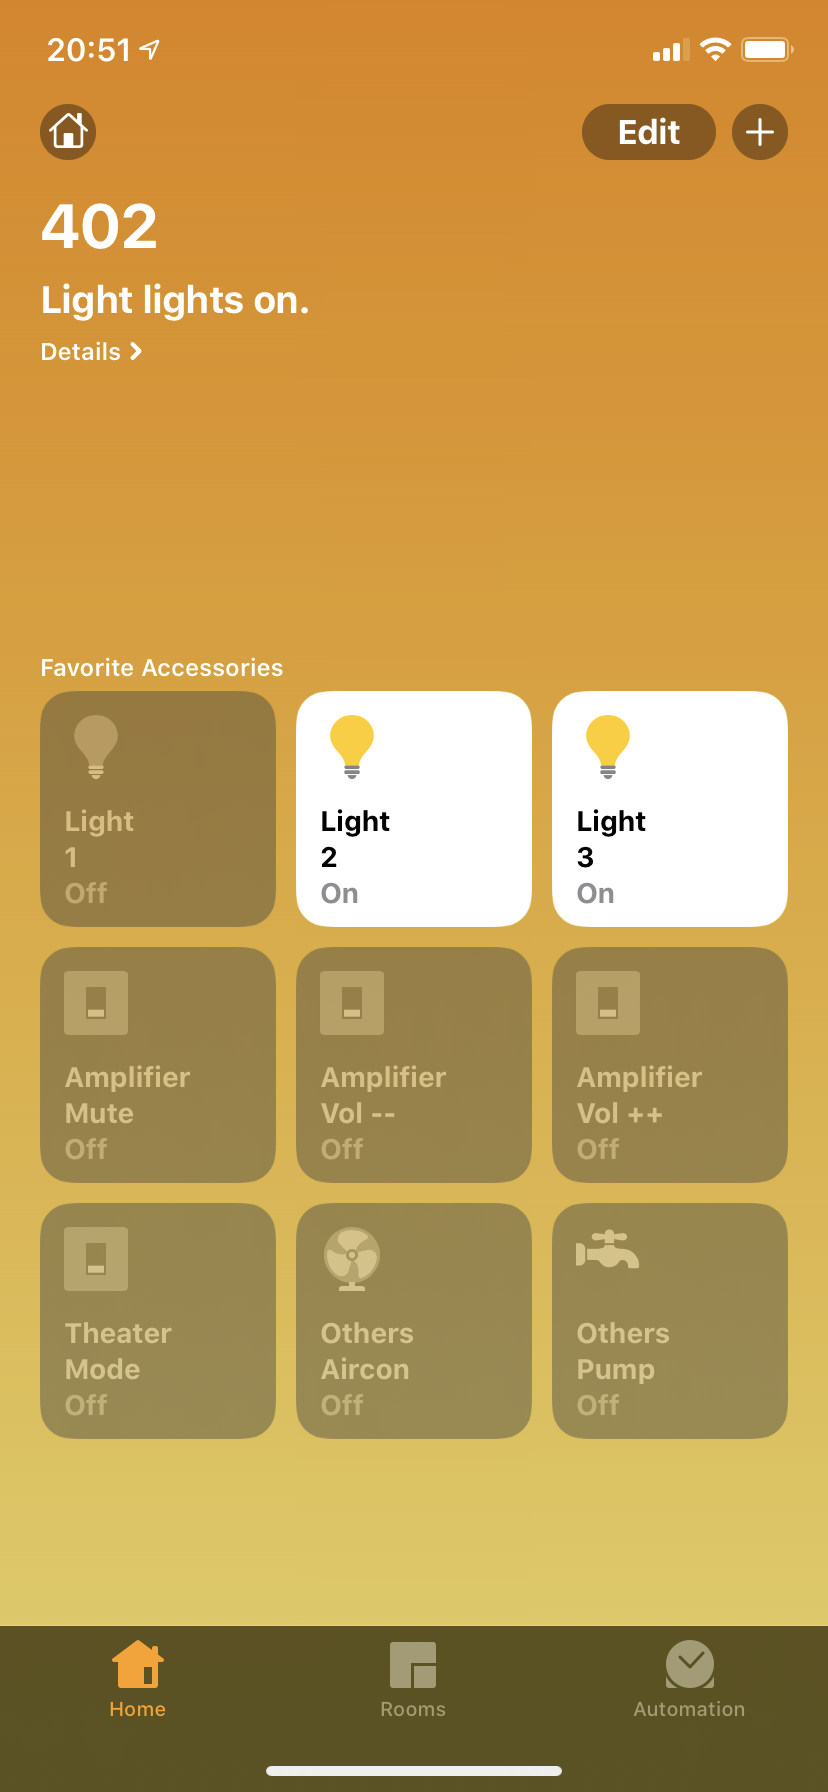 20:51
Edit
402
Light lights on.
Details
Favorite Accessories
Light
1
Off
Light
2
On
Light
3
On
Amplifier
Mute
Off
Amplifier
Vol --
Off
Amplifier
Vol ++
Off
Theater
Mode
Off
Others
Aircon
Off
Others
Pump
Off
Home
Rooms
Automation